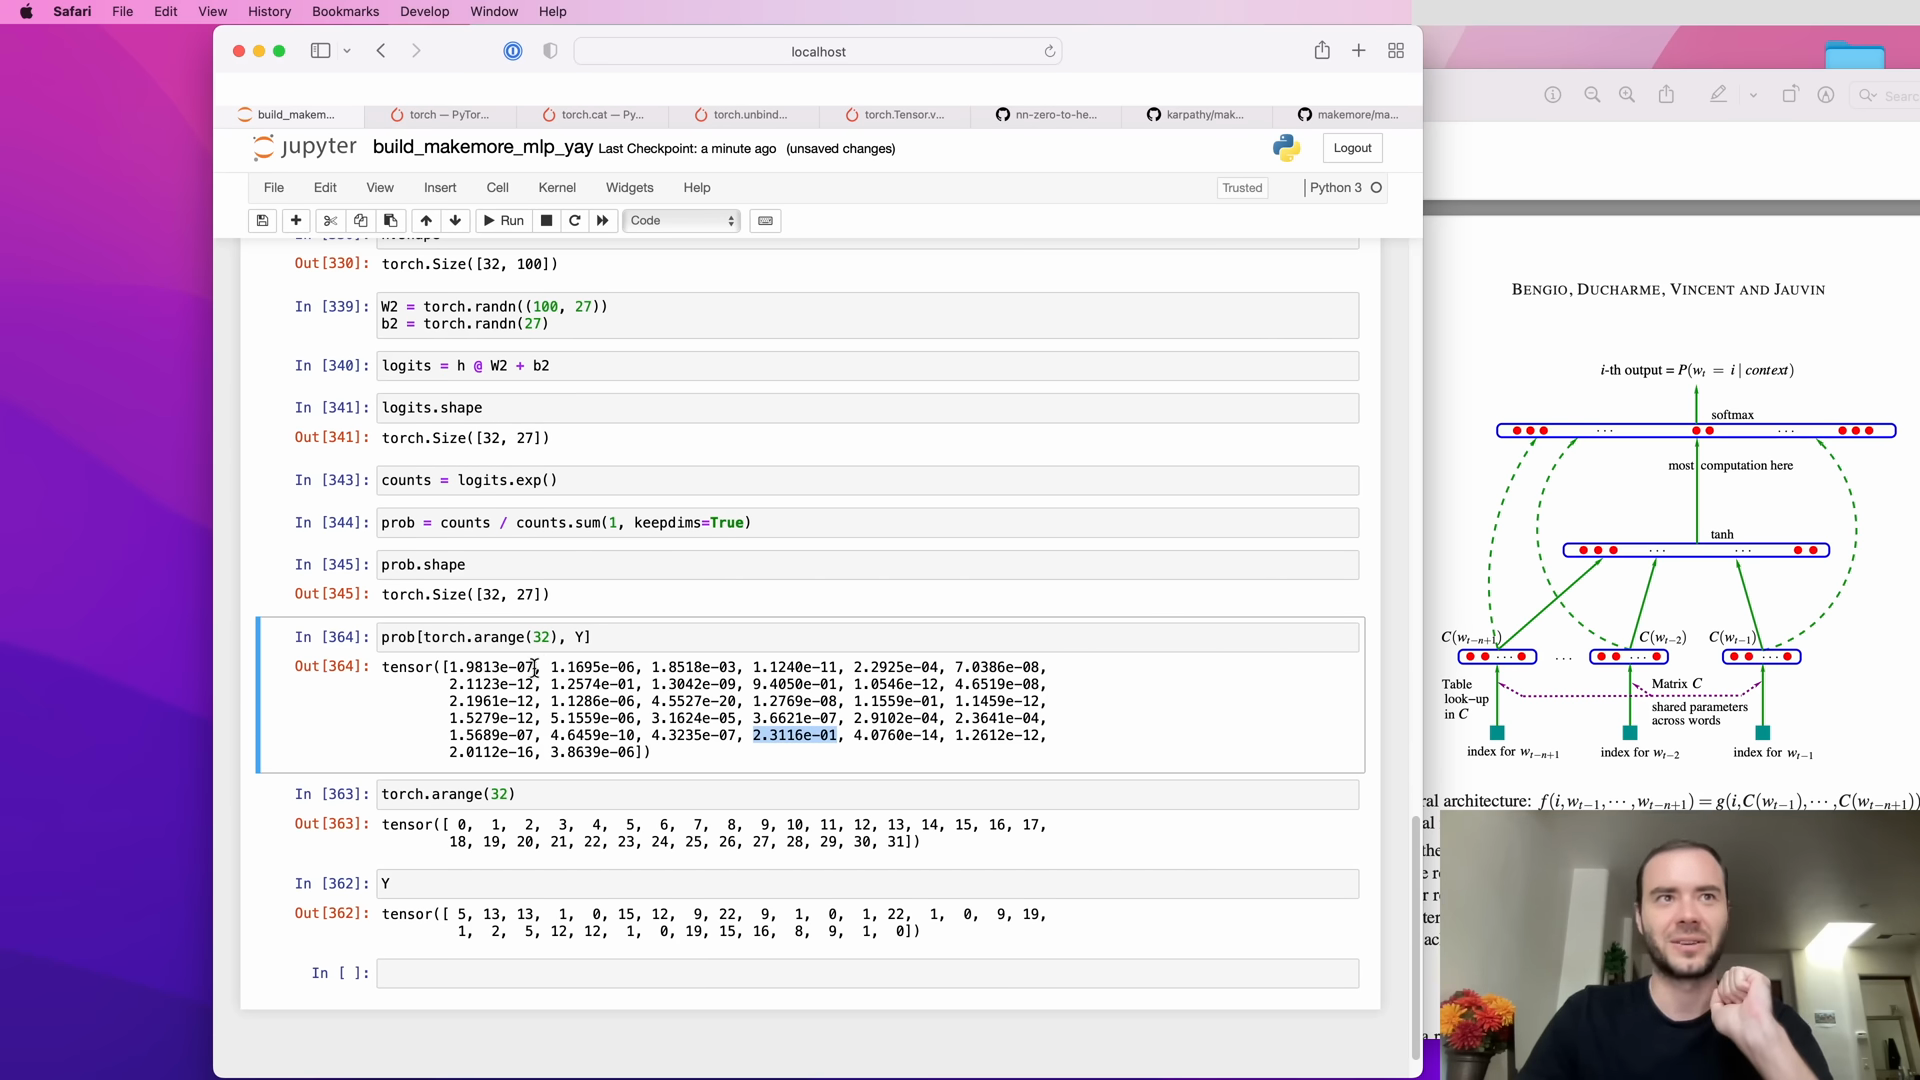 Safari File Edit View History Bookmarks Develop Window Help
localhost
Search
build_makem... torch — PyTor... torch.cat — Py... torch.unbind... torch.Tensor.v... nn-zero-to-he... karpathy/mak... makemore/ma...
jupyter build_makemore_mlp_yay Last Checkpoint: a minute ago (unsaved changes) Logout
File Edit View Insert Cell Kernel Widgets Help Trusted Python 3
Run Code
Out[330]: torch.Size([32, 100])
In [339]: W2 = torch.randn((100, 27))
b2 = torch.randn(27)
In [340]: logits = h @ W2 + b2
In [341]: logits.shape
Out[341]: torch.Size([32, 27])
In [343]: counts = logits.exp()
In [344]: prob = counts / counts.sum(1, keepdims=True)
In [345]: prob.shape
Out[345]: torch.Size([32, 27])
In [364]: prob[torch.arange(32), Y]
Out[364]: tensor([1.9813e-07, 1.1695e-06, 1.8518e-03, 1.1240e-11, 2.2925e-04, 7.0386e-08,
2.1123e-12, 1.2574e-01, 1.3042e-09, 9.4050e-01, 1.0546e-12, 4.6519e-08,
2.1961e-12, 1.1286e-06, 4.5527e-20, 1.2769e-08, 1.1559e-01, 1.1459e-12,
1.5279e-12, 5.1559e-06, 3.1624e-05, 3.6621e-07, 2.9102e-04, 2.3641e-04,
1.5689e-07, 4.6459e-10, 4.3235e-07, 2.3116e-01, 4.0760e-14, 1.2612e-12,
2.0112e-16, 3.8639e-06])
In [363]: torch.arange(32)
Out[363]: tensor([ 0, 1, 2, 3, 4, 5, 6, 7, 8, 9, 10, 11, 12, 13, 14, 15, 16, 17,
18, 19, 20, 21, 22, 23, 24, 25, 26, 27, 28, 29, 30, 31])
In [362]: Y
Out[362]: tensor([ 5, 13, 13, 1, 0, 15, 12, 9, 22, 9, 1, 0, 1, 22, 1, 0, 9, 19,
1, 2, 5, 12, 12, 1, 0, 19, 15, 16, 8, 9, 1, 0])
In [ ]:
BENGIO, DUCHARME, VINCENT AND JAUVIN
i-th output = P(w_t = i | context)
softmax
most computation here
tanh
C(w_{t−n+1}) C(w_{t−2}) C(w_{t−1})
Table look-up in C
Matrix C
shared parameters across words
index for w_{t−n+1} index for w_{t−2} index for w_{t−1}
ral architecture: f(i, w_{t−1}, ⋯, w_{t−n+1}) = g(i, C(w_{t−1}), ⋯, C(w_{t−n+1}))